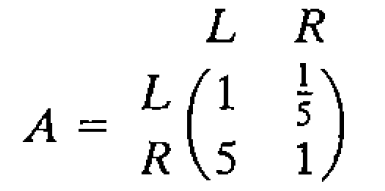 L R
A = L ( 1 1/5 )
R ( 5 1 )